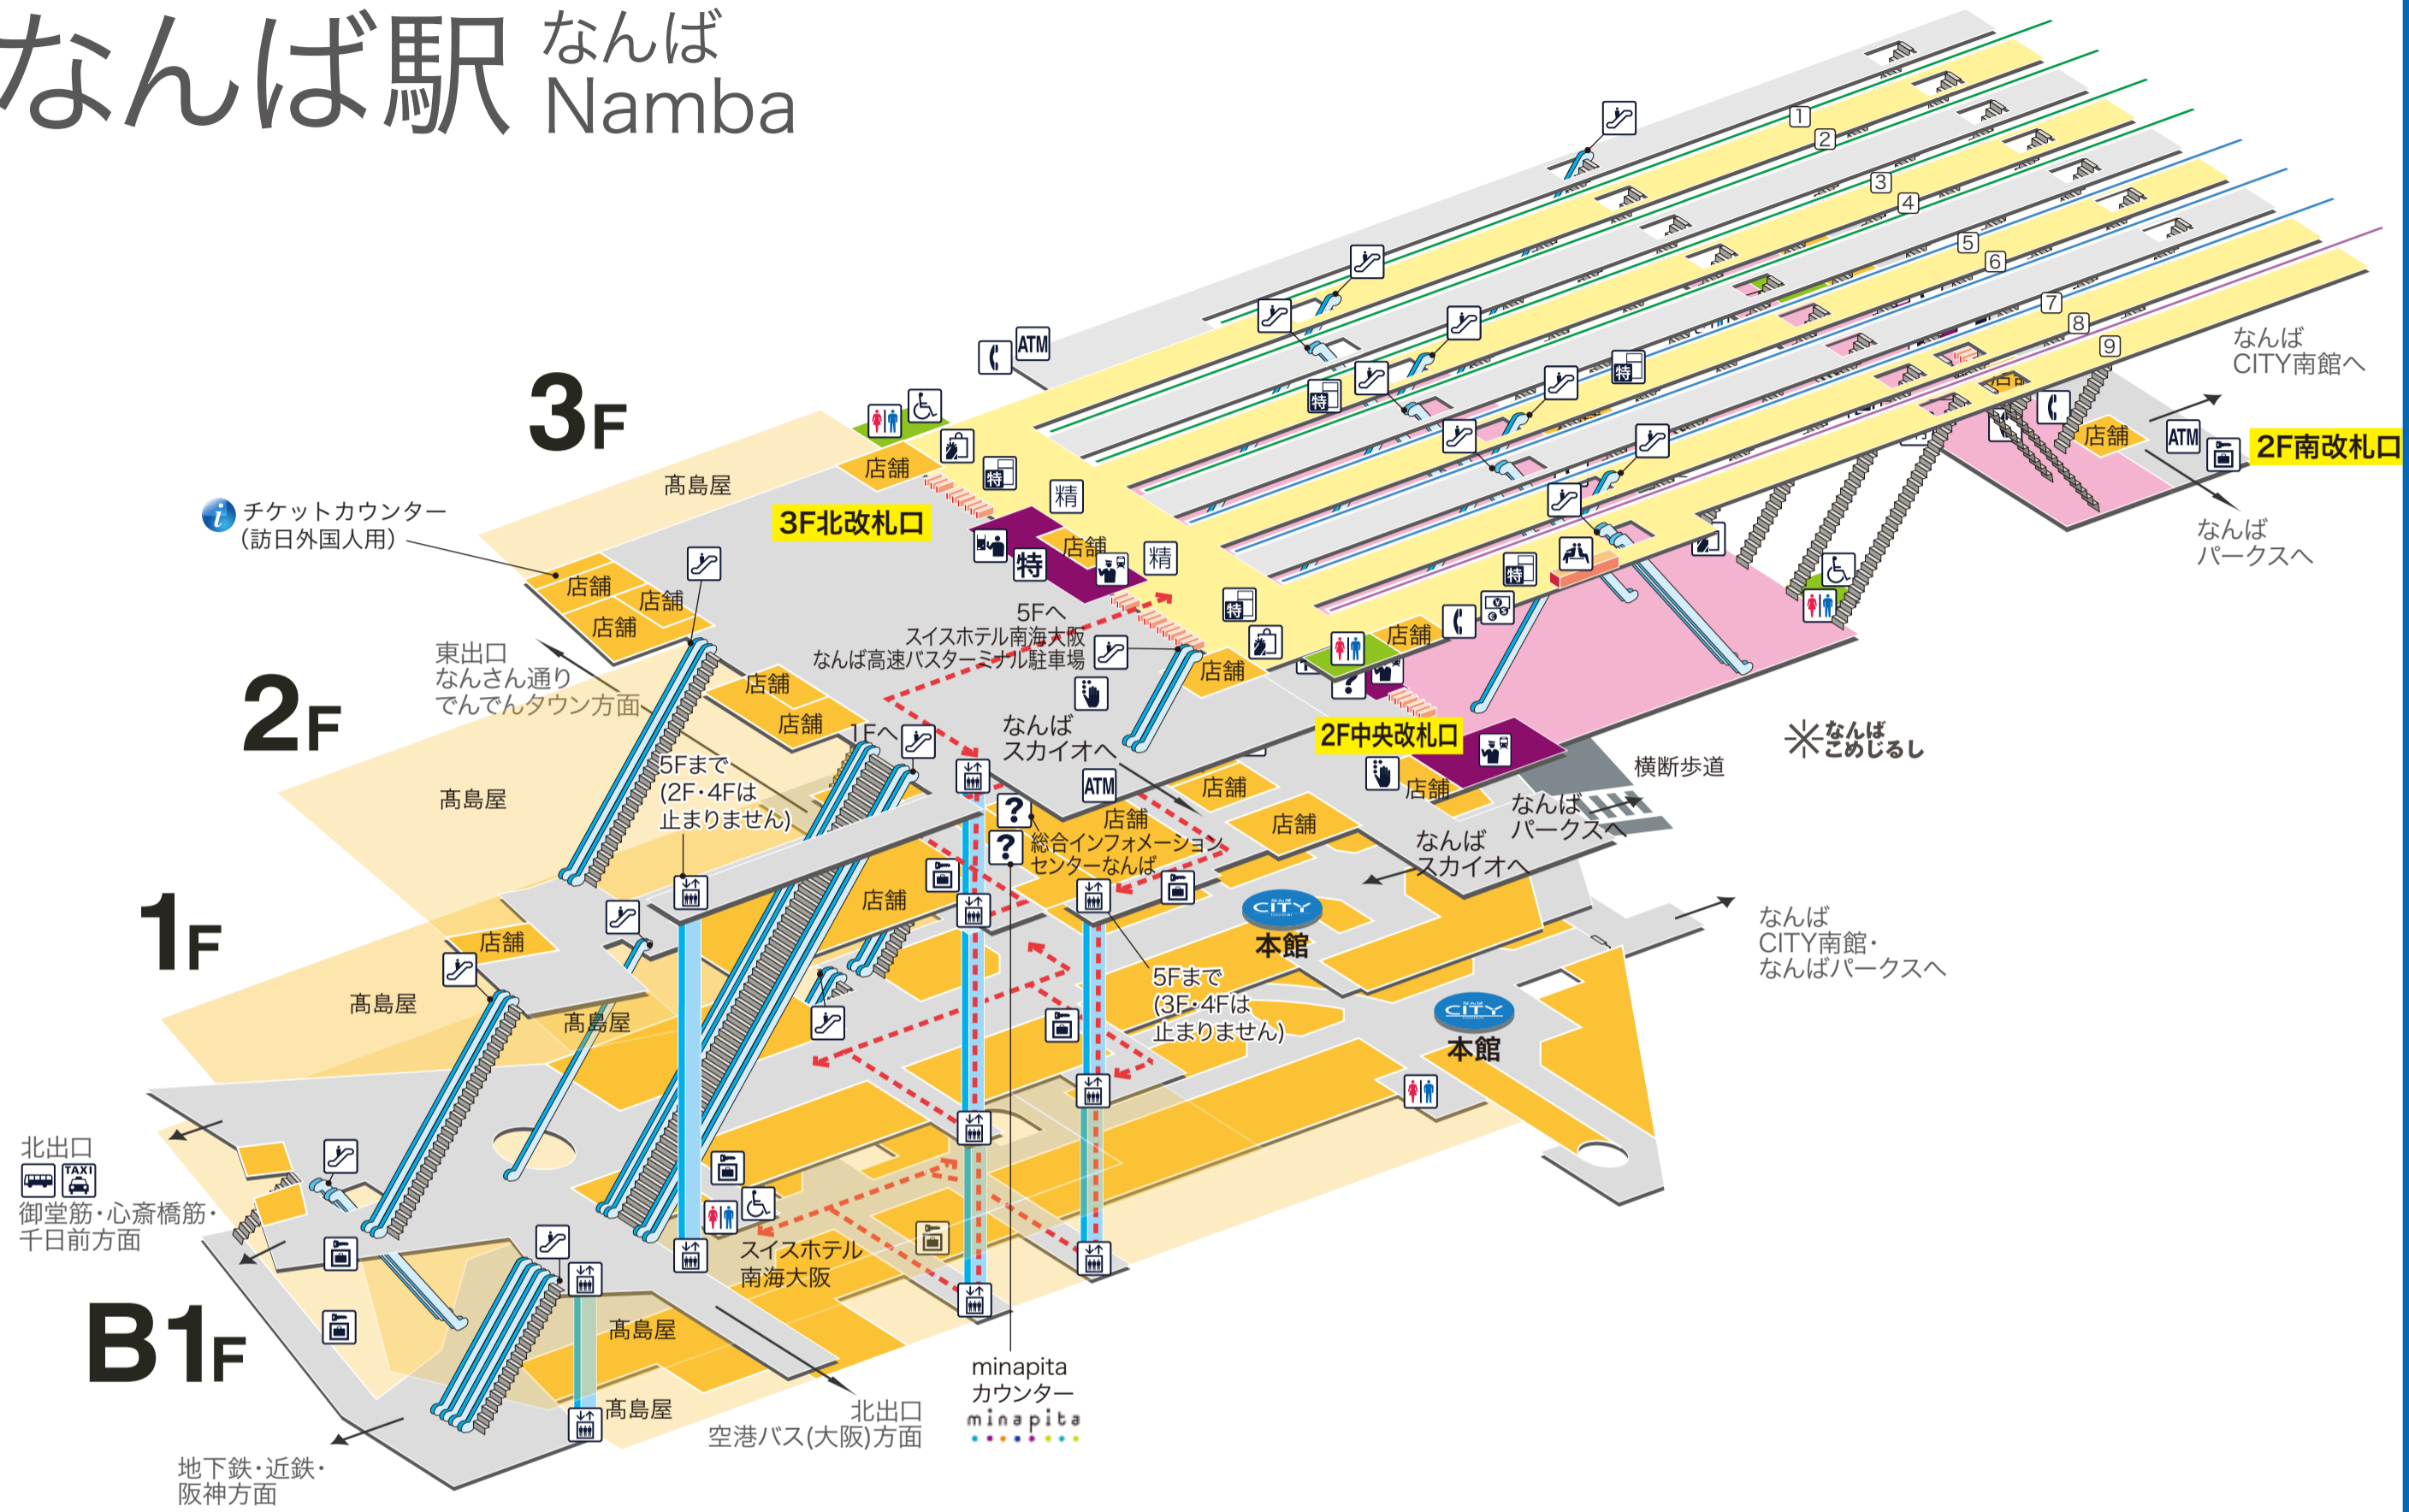 なんば駅
なんば
Namba
1
2
3
4
5
6
7
8
9
なんば
CITY南館へ
ATM
3F
髙島屋
店舗
特
精
3F北改札口
店舗
特
精
特
特
特
特
店舗
ATM
2F南改札口
なんば
パークスへ
i
チケットカウンター
(訪日外国人用)
店舗
店舗
店舗
5Fへ
スイスホテル南海大阪
なんば高速バスターミナル駐車場
店舗
店舗
2F
東出口
なんさん通り
でんでんタウン方面
店舗
店舗
1Fへ
なんば
スカイオへ
2F中央改札口
?
店舗
横断歩道
なんば
こめじるし
髙島屋
5Fまで
(2F・4Fは
止まりません)
ATM
?
?
店舗
総合インフォメーション
センターなんば
店舗
店舗
なんば
パークスへ
なんば
スカイオへ
1F
店舗
店舗
なんば
CITY
本館
なんば
CITY南館・
なんばパークスへ
髙島屋
髙島屋
5Fまで
(3F・4Fは
止まりません)
なんば
CITY
本館
北出口
TAXI
御堂筋・心斎橋筋・
千日前方面
スイスホテル
南海大阪
B1F
髙島屋
髙島屋
minapita
カウンター
minapita
北出口
空港バス(大阪)方面
地下鉄・近鉄・
阪神方面